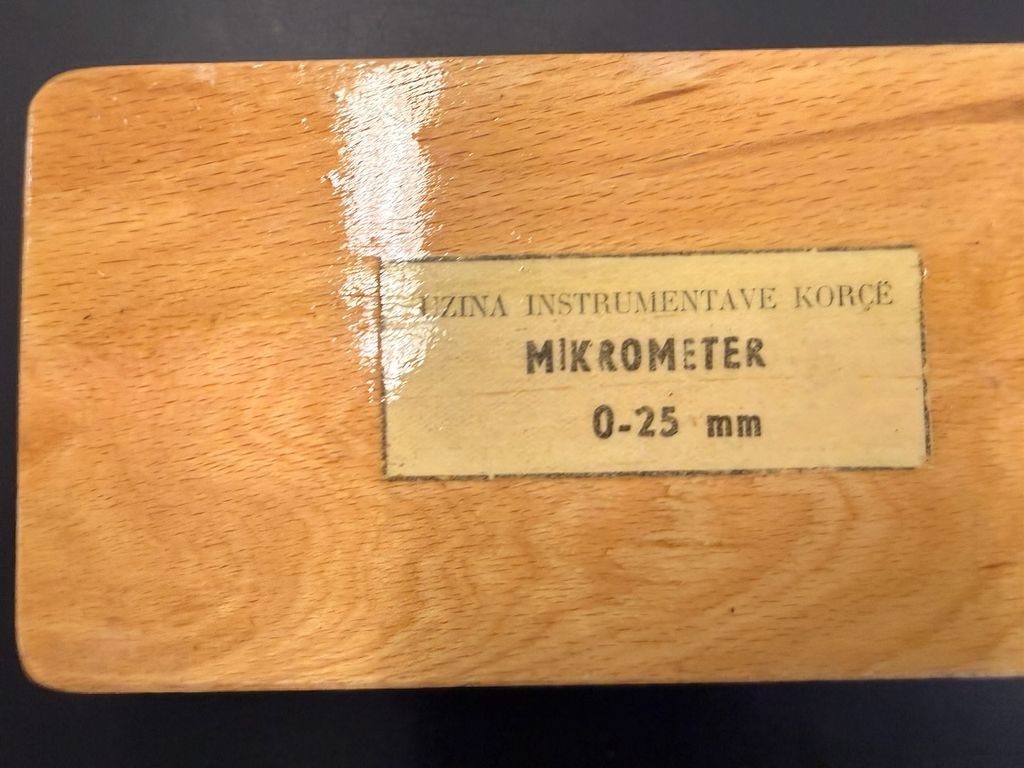 UZINA INSTRUMENTAVE KORÇË
MIKROMETER
0-25 mm